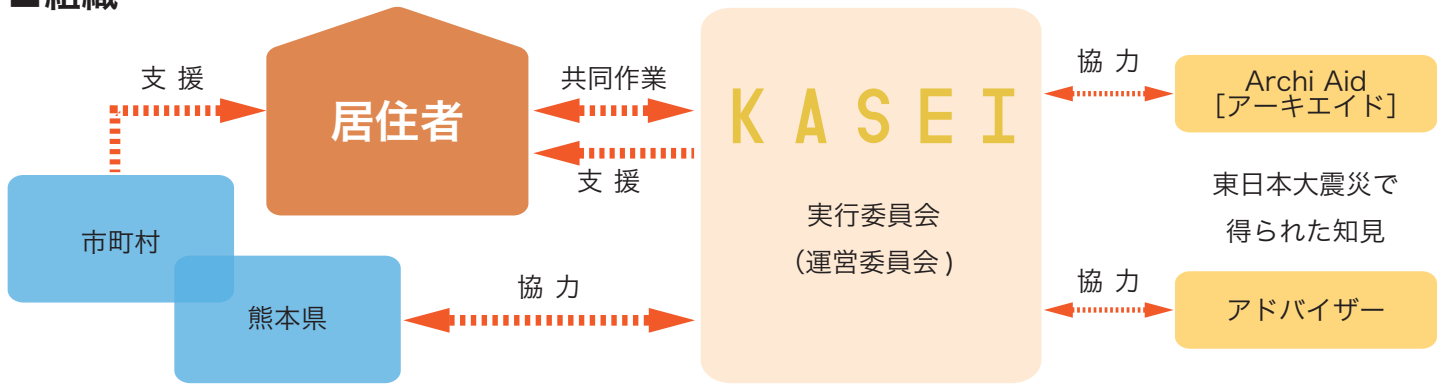 ■組織
支 援
居住者
共同作業
支 援
市町村
熊本県
協 力
KASEI
実行委員会
（運営委員会 )
協 力
Archi Aid
［アーキエイド］
東日本大震災で
得られた知見
協 力
アドバイザー